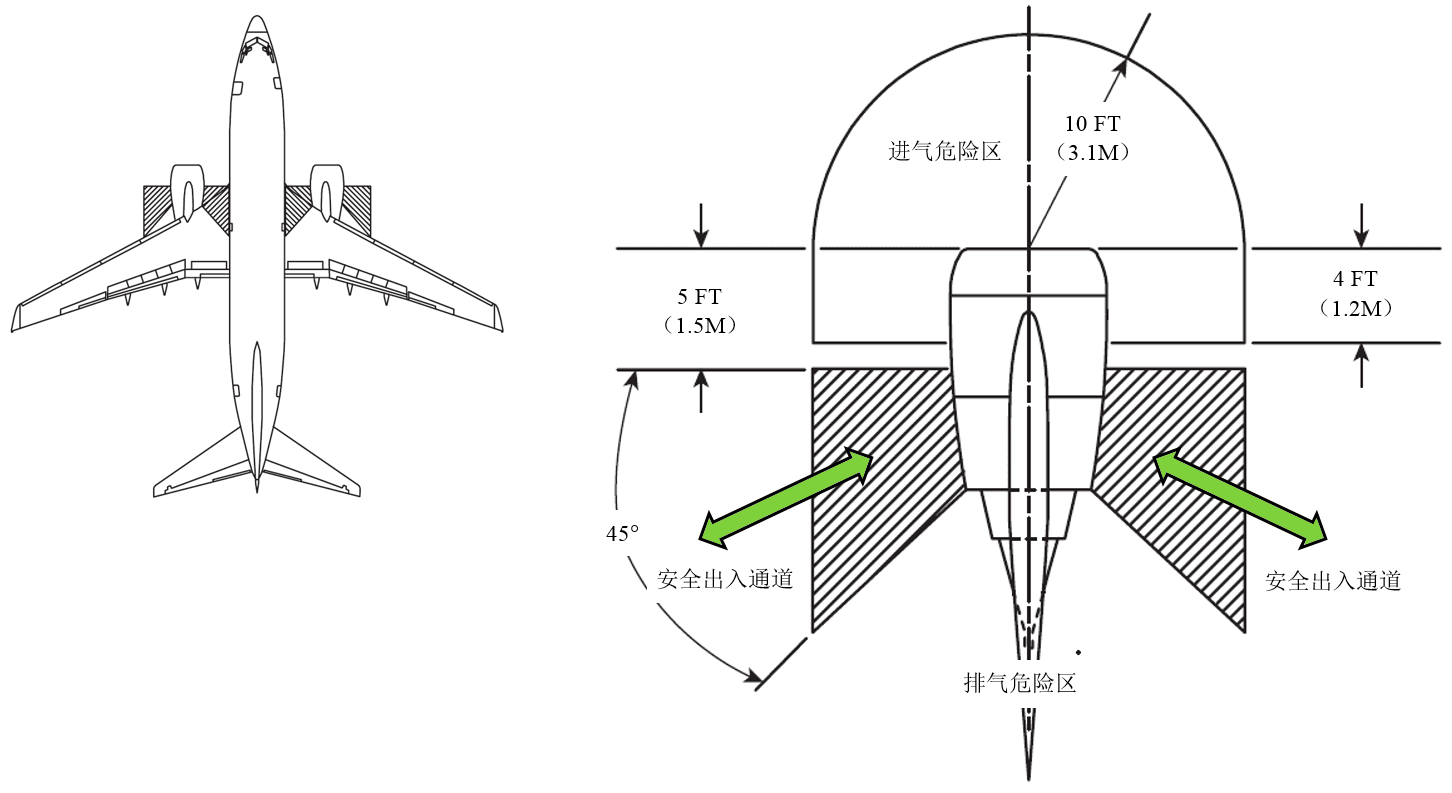 10 FT
（3.1M）
进气危险区
5 FT
（1.5M）
4 FT
（1.2M）
45°
安全出入通道
安全出入通道
排气危险区